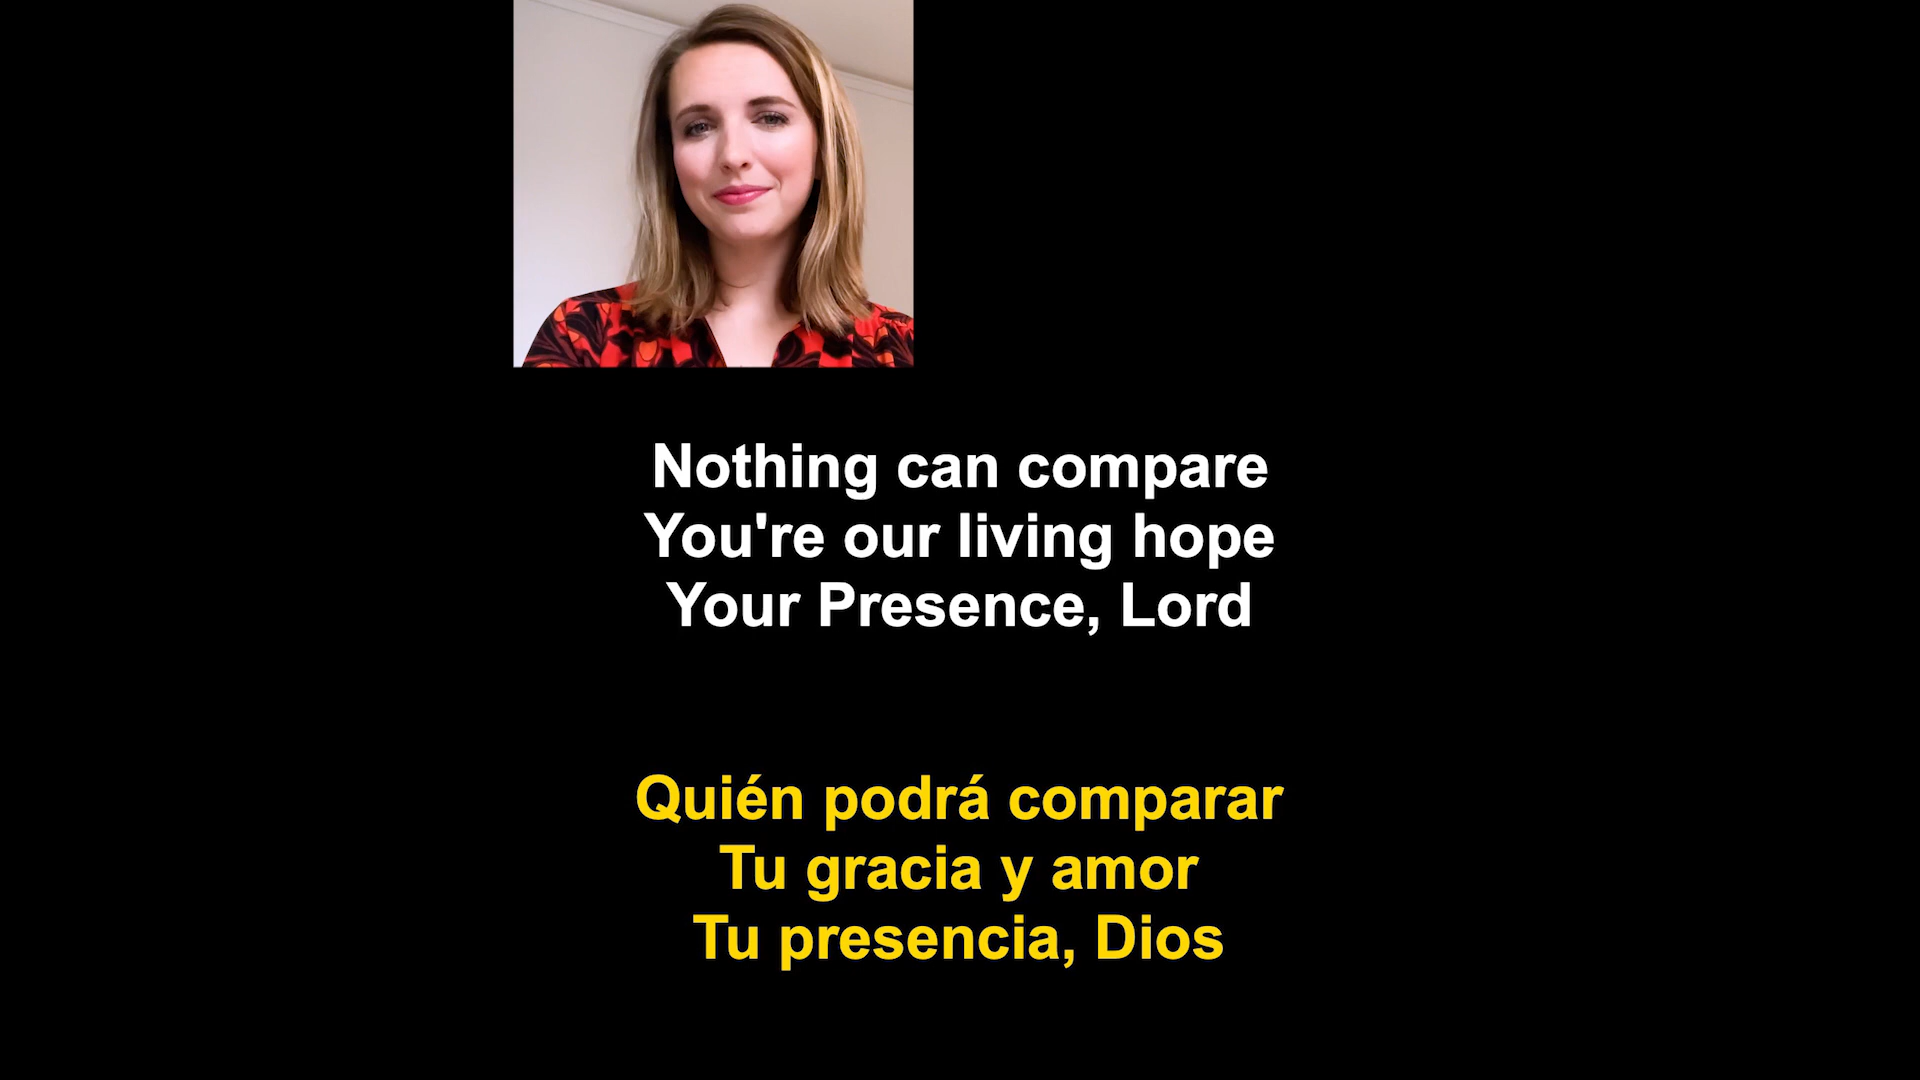 Nothing can compare
You're our living hope
Your Presence, Lord
Quién podrá comparar
Tu gracia y amor
Tu presencia, Dios